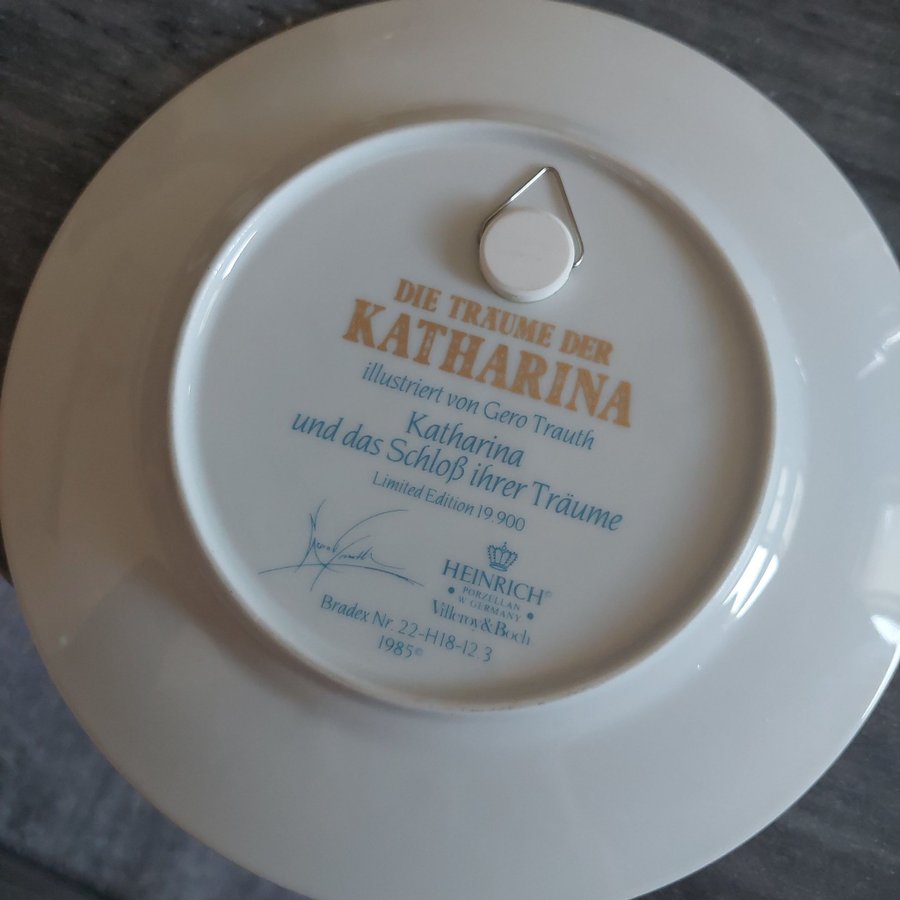 DIE TRÄUME DER
KATHARINA
illustriert von Gero Trauth
Katharina
und das Schloß ihrer Träume
Limited Edition 19.900
HEINRICH©
• PORZELLAN •
W GERMANY
Villeroy & Boch
Bradex Nr. 22-H18-12.3
1985©